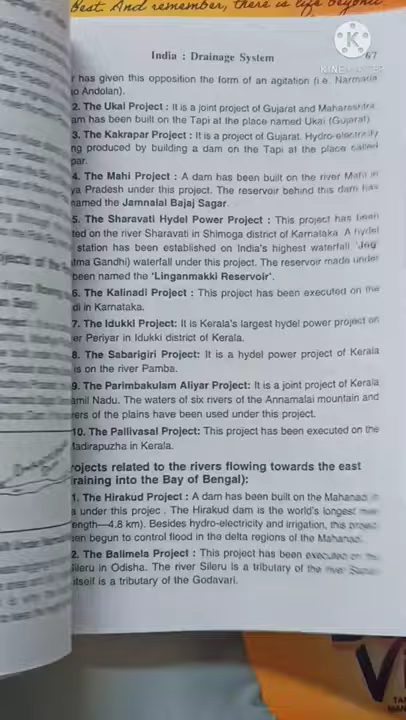 best. And remember, there is life beyond
KINEMASTER
India : Drainage System 67
r has given this opposition the form of an agitation (i.e. Narmada
o Andolan).
2. The Ukai Project : It is a joint project of Gujarat and Maharashtra
am has been built on the Tapi at the place named Ukai (Gujarat)
3. The Kakrapar Project : It is a project of Gujarat. Hydro-electricity
ng produced by building a dam on the Tapi at the place called
par.
4. The Mahi Project : A dam has been built on the river Mahi in
ya Pradesh under this project. The reservoir behind this dam has
named the Jamnalal Bajaj Sagar.
5. The Sharavati Hydel Power Project : This project has been
ted on the river Sharavati in Shimoga district of Karnataka. A hydel
station has been established on India's highest waterfall 'Jog
tma Gandhi) waterfall under this project. The reservoir made under
been named the 'Linganmakki Reservoir'.
6. The Kalinadi Project : This project has been executed on the
di in Karnataka.
7. The Idukki Project: It is Kerala's largest hydel power project on
er Periyar in Idukki district of Kerala.
8. The Sabarigiri Project: It is a hydel power project of Kerala
is on the river Pamba.
9. The Parimbakulam Aliyar Project: It is a joint project of Kerala
amil Nadu. The waters of six rivers of the Annamalai mountain and
rers of the plains have been used under this project.
10. The Pallivasal Project: This project has been executed on the
Madirapuzha in Kerala.
rojects related to the rivers flowing towards the east
raining into the Bay of Bengal):
1. The Hirakud Project : A dam has been built on the Mahanadi in
a under this projec . The Hirakud dam is the world's longest
ength—4.8 km). Besides hydro-electricity and irrigation, this project
een begun to control flood in the delta regions of the Mahanadi.
2. The Balimela Project : This project has been executed on the
Sileru in Odisha. The river Sileru is a tributary of the river
itself is a tributary of the Godavari.